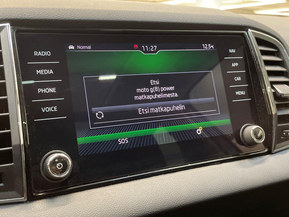 RADIO
MEDIA
PHONE
VOICE
Normal
11:27
12.5
NAV
APP
CAR
MENU
Etsi
moto g(8) power
matkapuhelimesta.
Etsi matkapuhelin
SOS